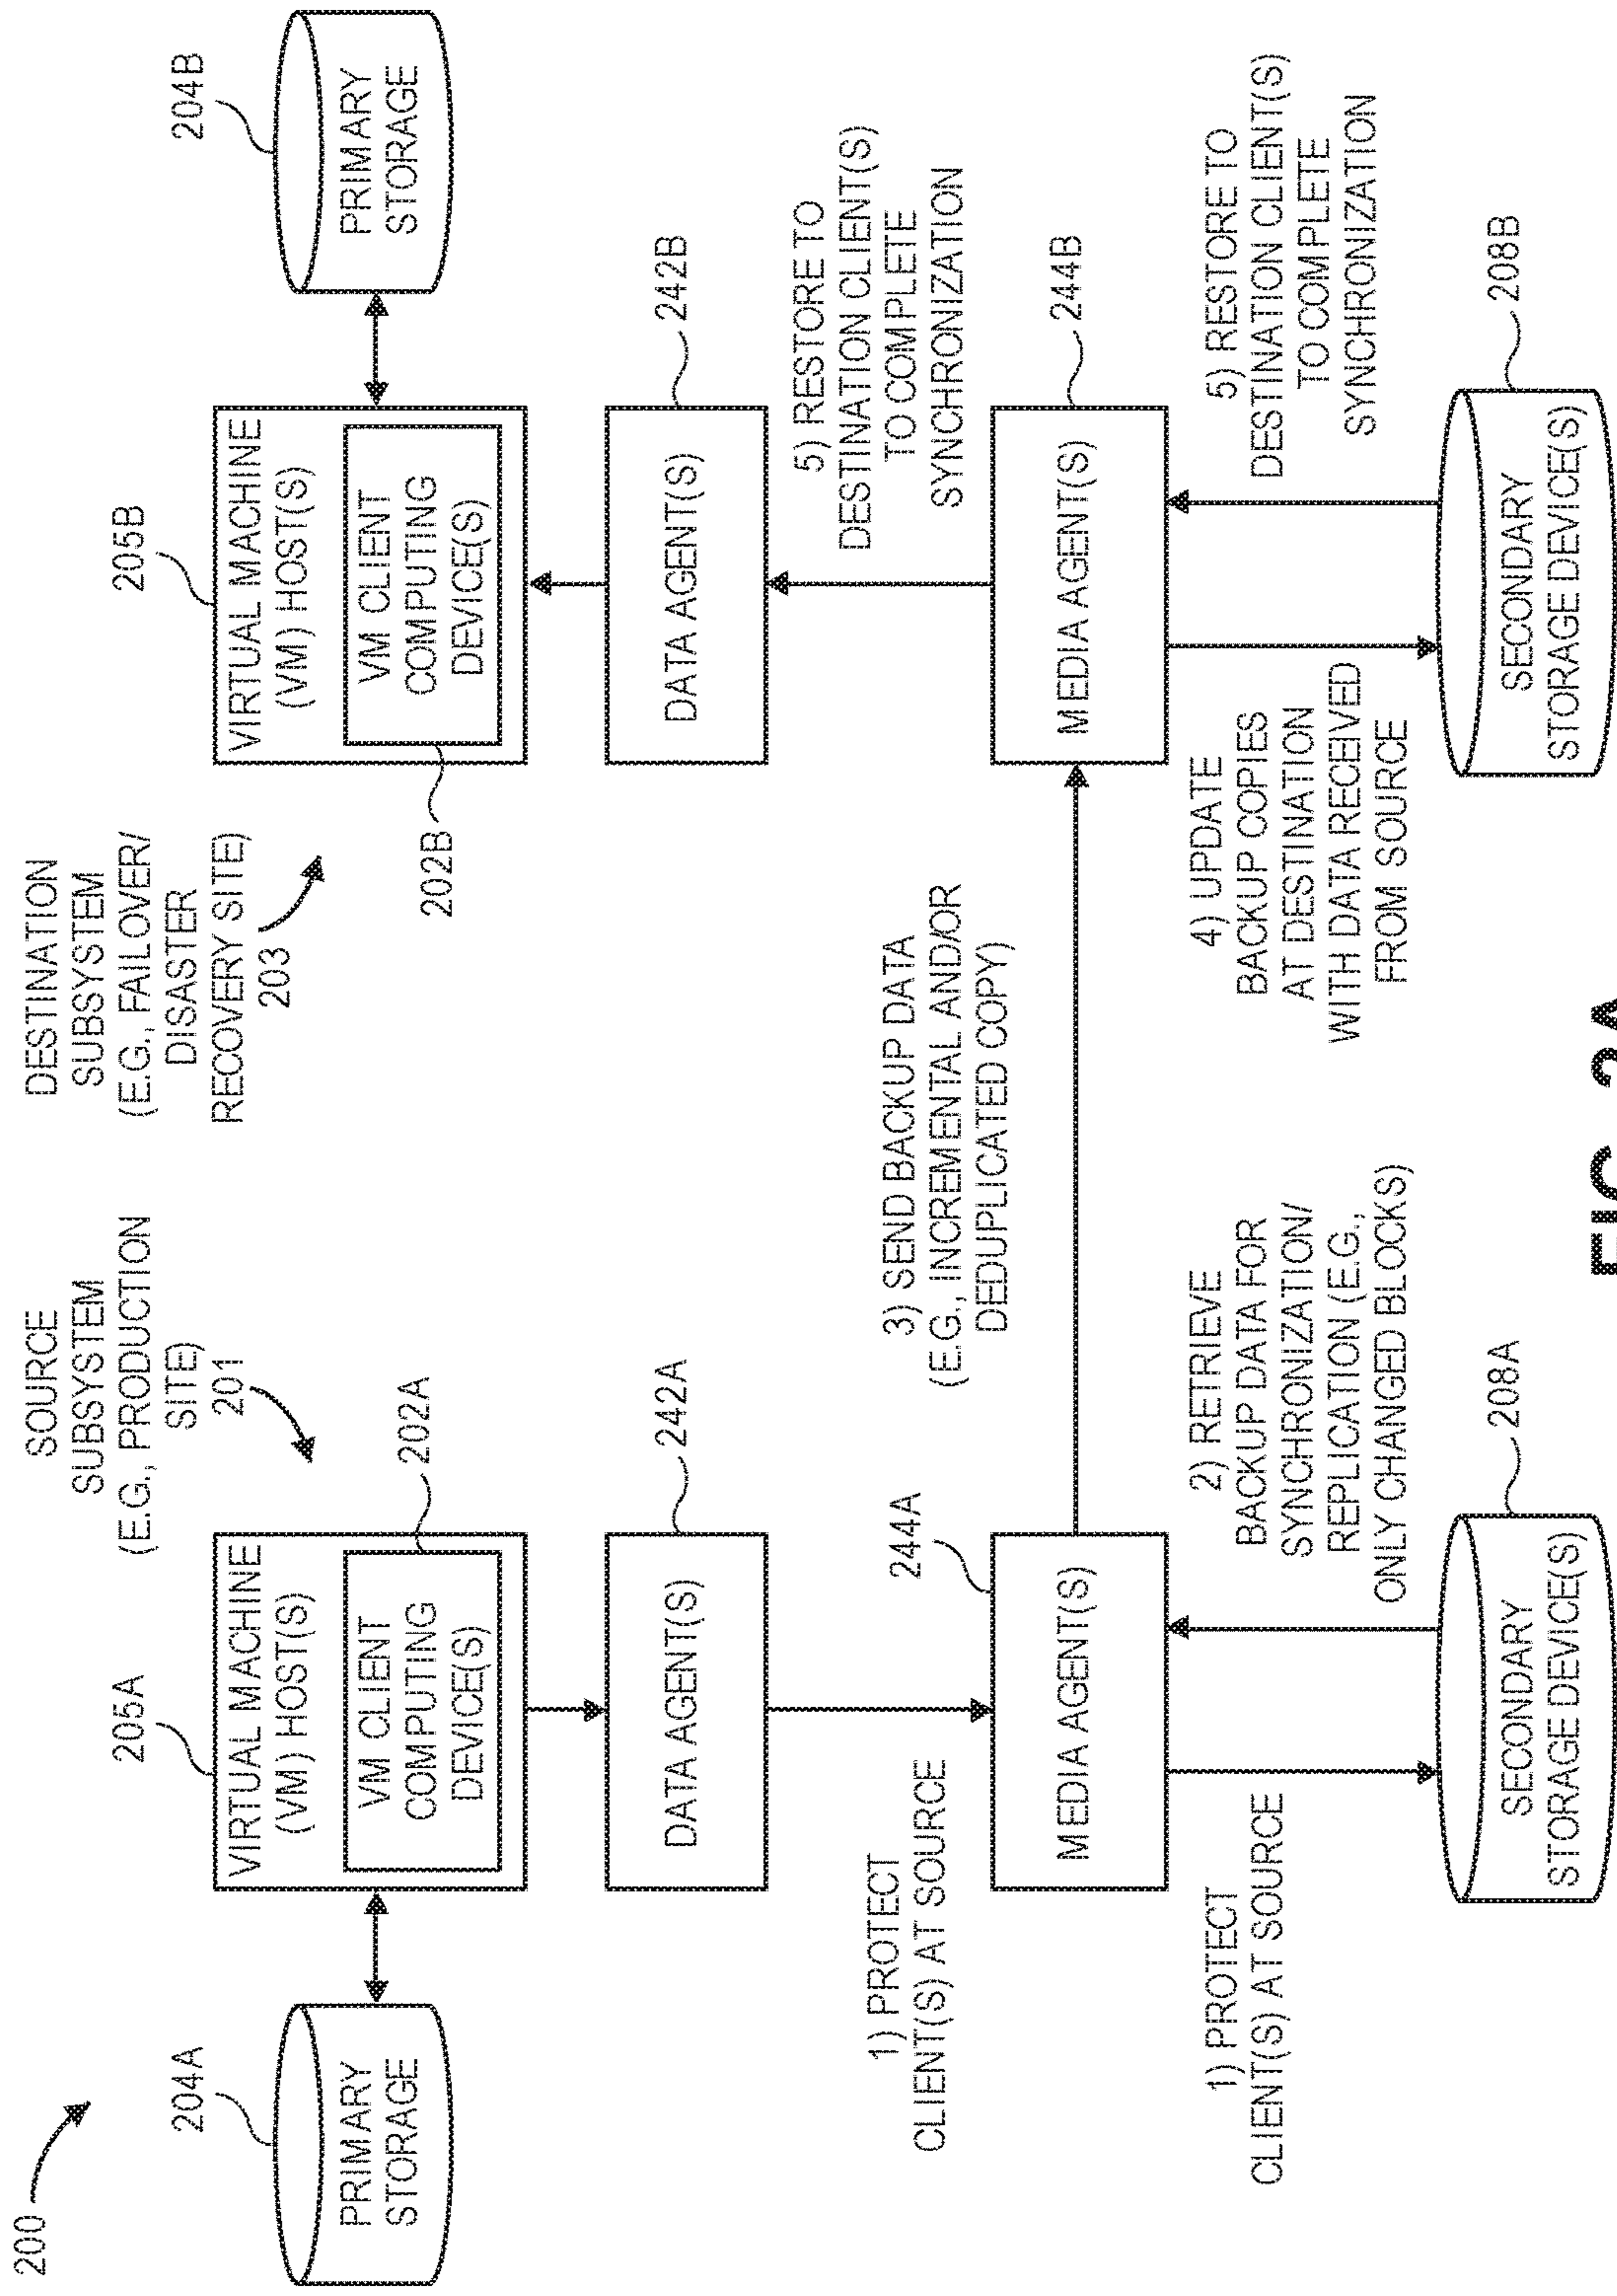 200
SOURCE
SUBSYSTEM
(E.G., PRODUCTION
SITE)
201
DESTINATION
SUBSYSTEM
(E.G., FAILOVER/
DISASTER
RECOVERY SITE)
203
204A
PRIMARY
STORAGE
205A
VIRTUAL MACHINE
(VM) HOST(S)
VM CLIENT
COMPUTING
DEVICE(S)
202A
202B
205B
VIRTUAL MACHINE
(VM) HOST(S)
VM CLIENT
COMPUTING
DEVICE(S)
204B
PRIMARY
STORAGE
DATA AGENT(S)
242A
DATA AGENT(S)
242B
1) PROTECT
CLIENT(S) AT SOURCE
244A
3) SEND BACKUP DATA
(E.G., INCREMENTAL AND/OR
DEDUPLICATED COPY)
5) RESTORE TO
DESTINATION CLIENT(S)
TO COMPLETE
SYNCHRONIZATION
MEDIA AGENT(S)
MEDIA AGENT(S)
244B
1) PROTECT
CLIENT(S) AT SOURCE
2) RETRIEVE
BACKUP DATA FOR
SYNCHRONIZATION/
REPLICATION (E.G.,
ONLY CHANGED BLOCKS)
4) UPDATE
BACKUP COPIES
AT DESTINATION
WITH DATA RECEIVED
FROM SOURCE
5) RESTORE TO
DESTINATION CLIENT(S)
TO COMPLETE
SYNCHRONIZATION
SECONDARY
STORAGE DEVICE(S)
208A
SECONDARY
STORAGE DEVICE(S)
208B